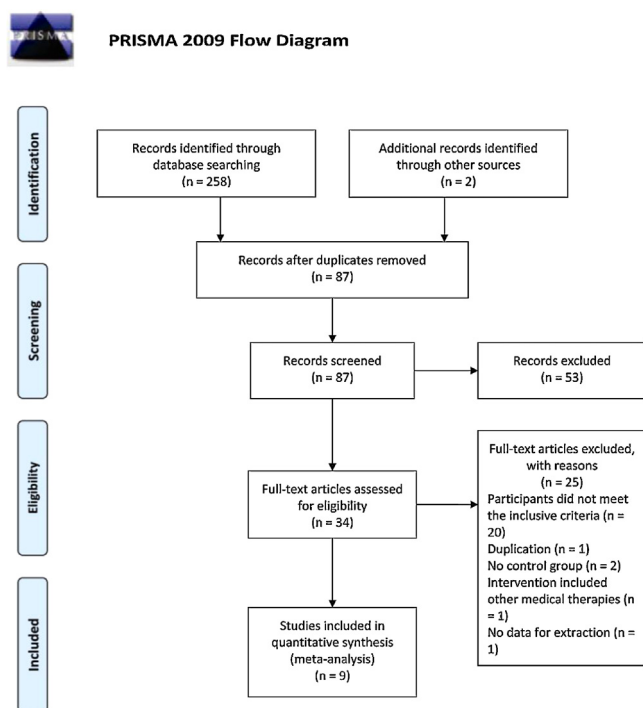 PRISMA
PRISMA 2009 Flow Diagram
Identification
Records identified through
database searching
(n = 258)
Additional records identified
through other sources
(n = 2)
Records after duplicates removed
(n = 87)
Screening
Records screened
(n = 87)
Records excluded
(n = 53)
Eligibility
Full-text articles assessed
for eligibility
(n = 34)
Full-text articles excluded,
with reasons
(n = 25)
Participants did not meet
the inclusive criteria (n =
20)
Duplication (n = 1)
No control group (n = 2)
Intervention included
other medical therapies (n
= 1)
No data for extraction (n =
1)
Included
Studies included in
quantitative synthesis
(meta-analysis)
(n = 9)